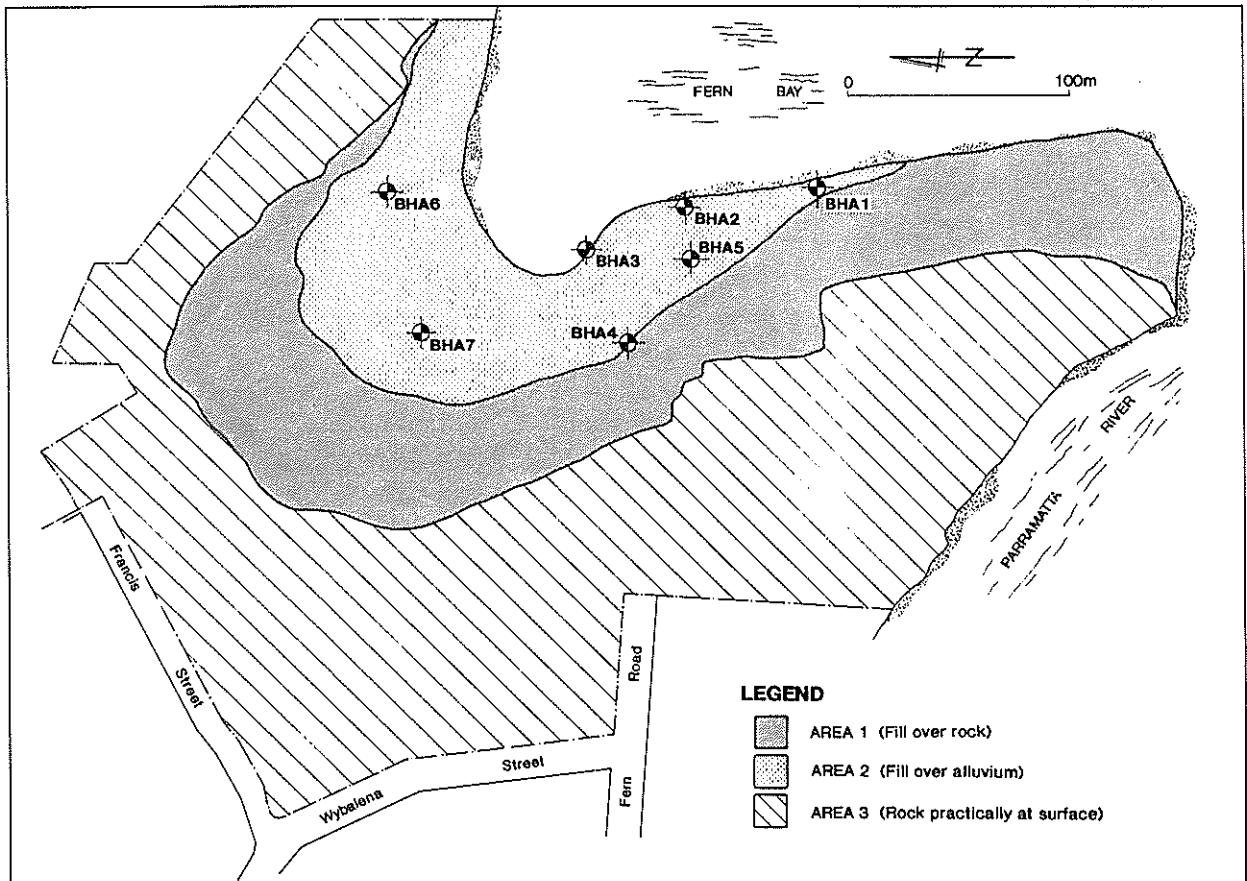 Z
0 100m
FERN BAY
BHA6
BHA2
BHA1
BHA3
BHA5
BHA4
BHA7
RIVER
PARRAMATTA
Francis
Street
Road
Street
Wybalena
Fern
LEGEND
AREA 1 (Fill over rock)
AREA 2 (Fill over alluvium)
AREA 3 (Rock practically at surface)